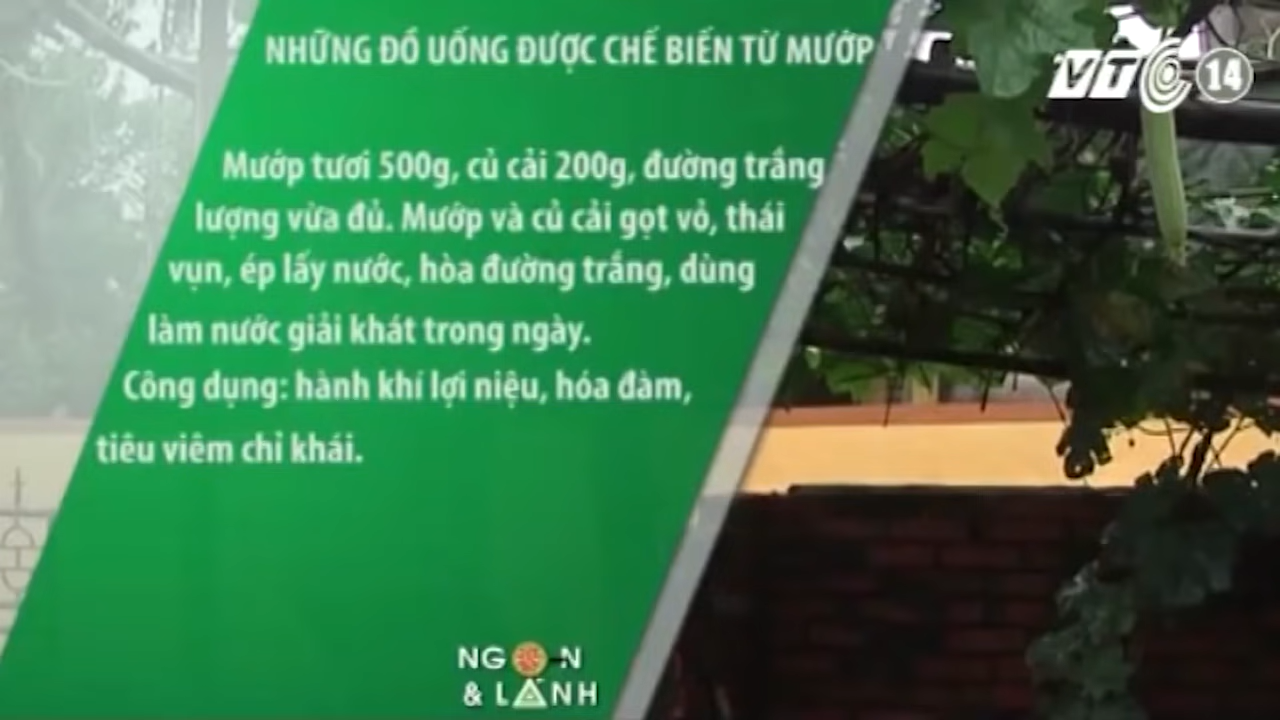 NHỮNG ĐỒ UỐNG ĐƯỢC CHẾ BIẾN TỪ MƯỚP
VTC 14
Mướp tươi 500g, củ cải 200g, đường trắng
lượng vừa đủ. Mướp và củ cải gọt vỏ, thái
vụn, ép lấy nước, hòa đường trắng, dùng
làm nước giải khát trong ngày.
Công dụng: hành khí lợi niệu, hóa đàm,
tiêu viêm chỉ khái.
NGON
& LÀNH